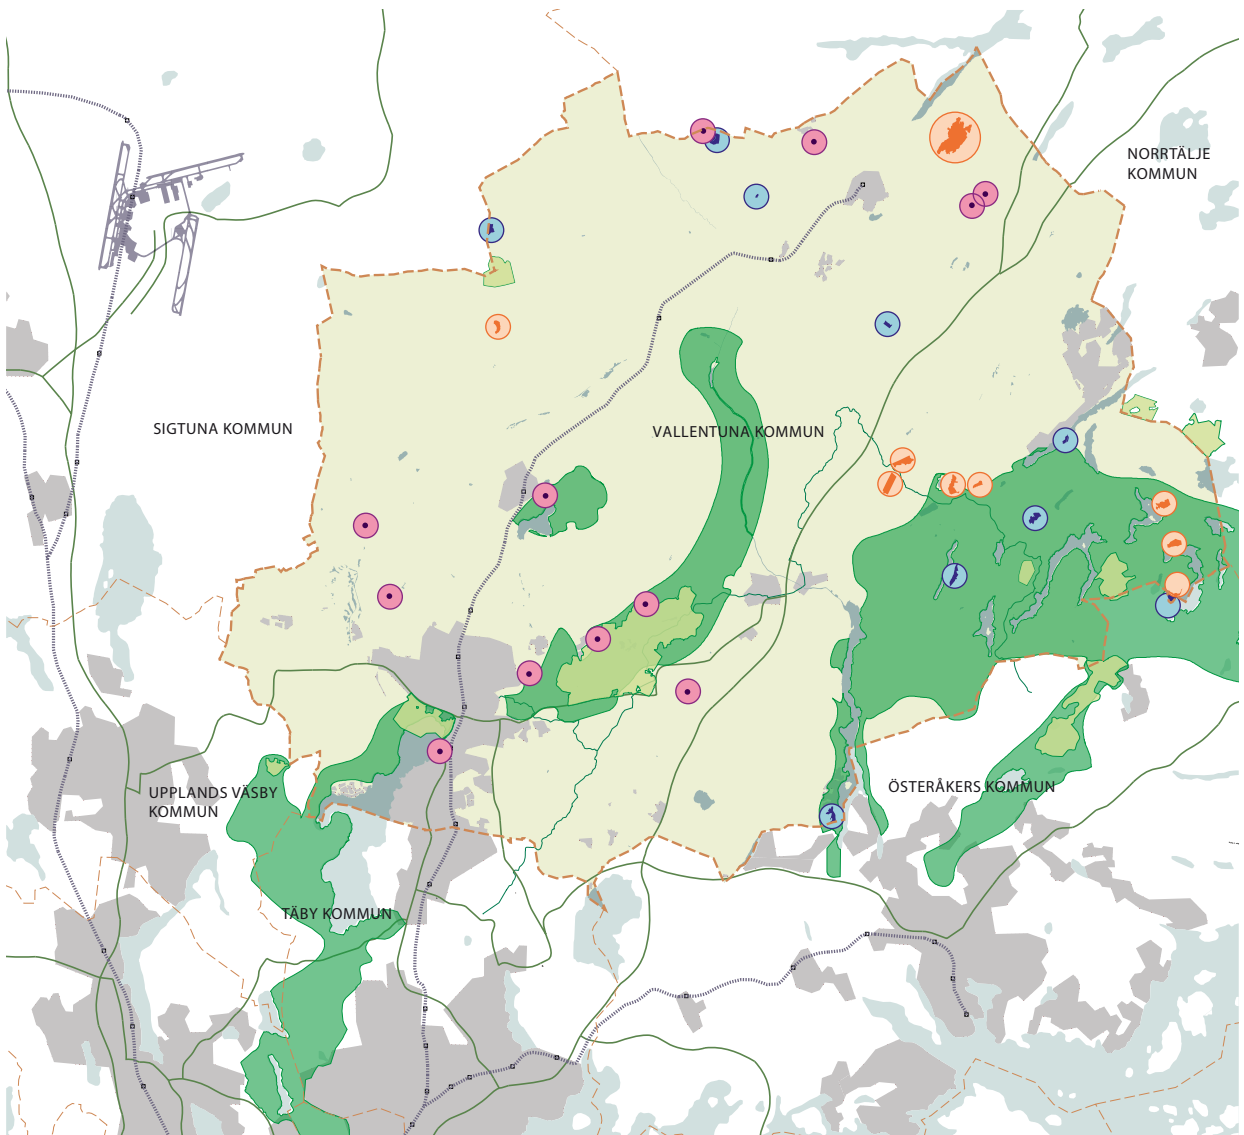 NORRTÄLJE
KOMMUN
SIGTUNA KOMMUN
VALLENTUNA KOMMUN
UPPLANDS VÄSBY
KOMMUN
ÖSTERÅKERS KOMMUN
TÄBY KOMMUN